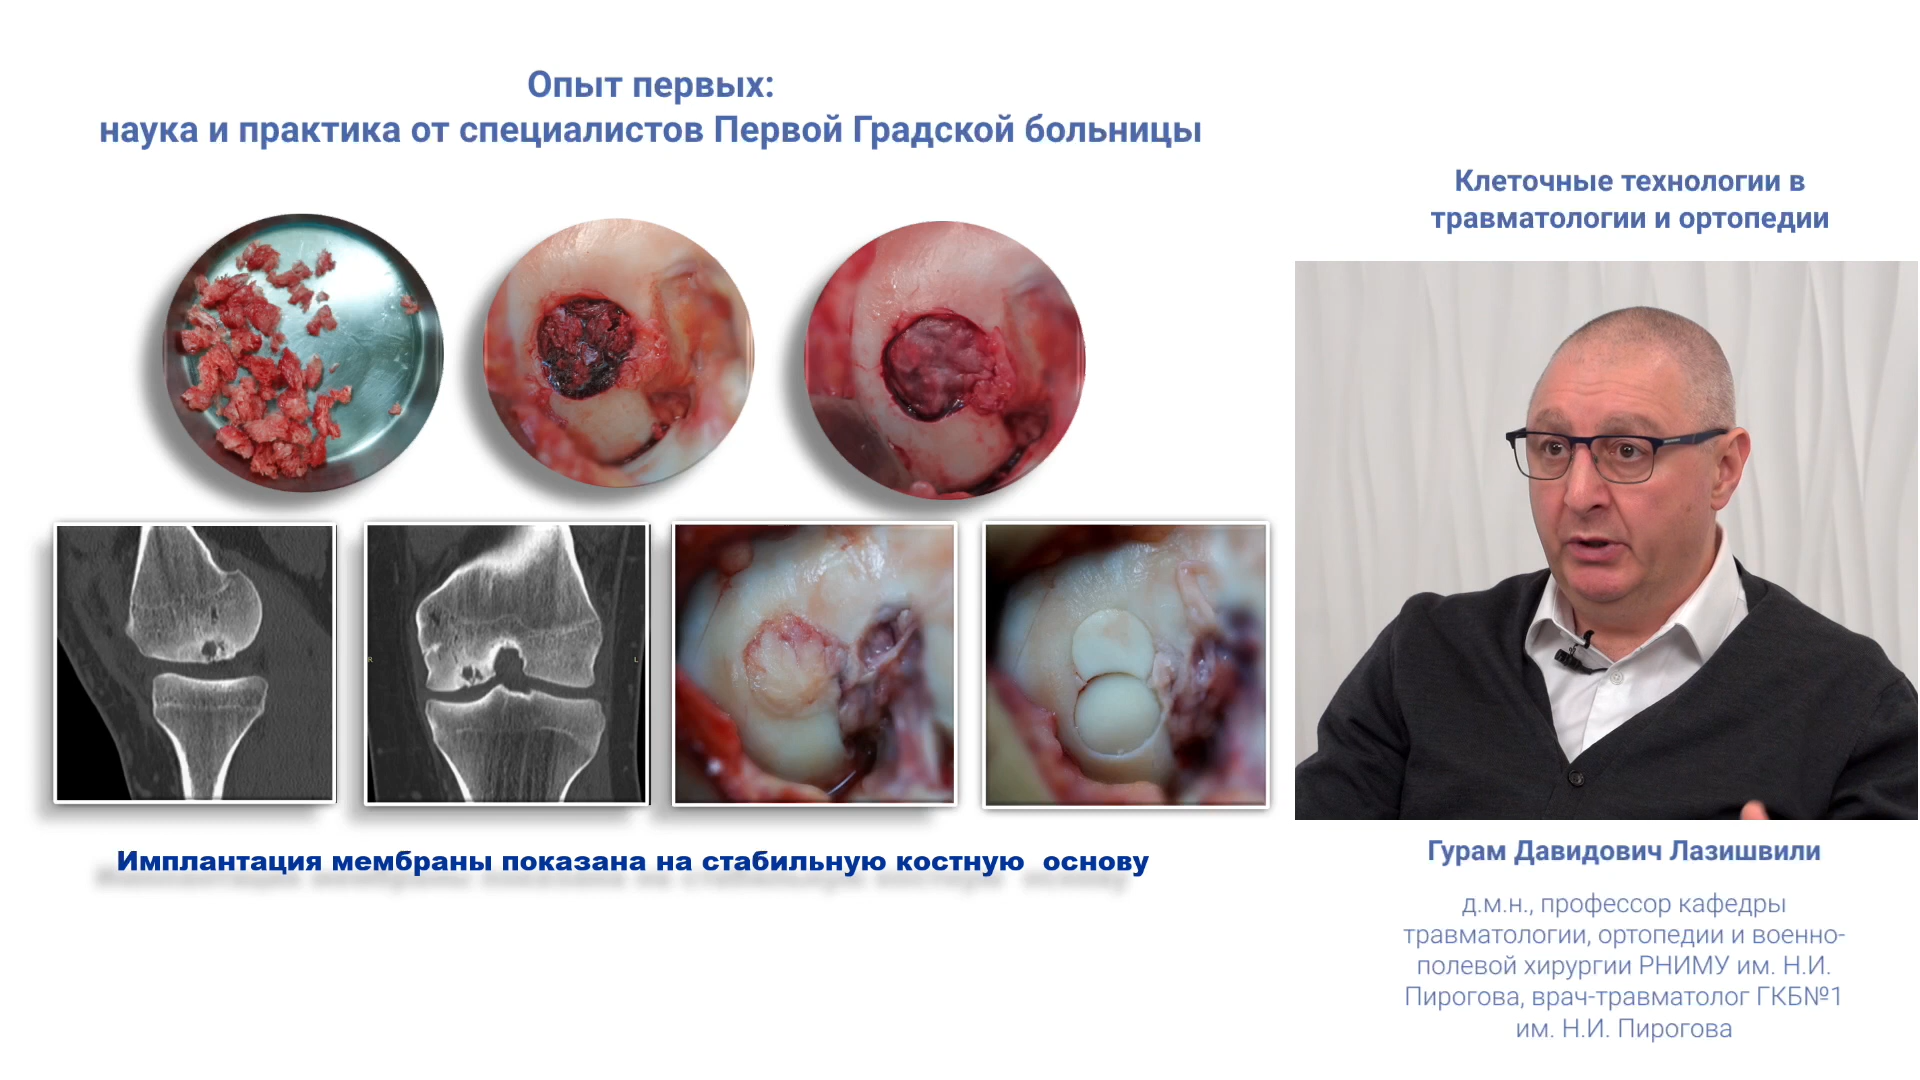 Опыт первых:
наука и практика от специалистов Первой Градской больницы
Клеточные технологии в
травматологии и ортопедии
R
L
Имплантация мембраны показана на стабильную костную основу
Гурам Давидович Лазишвили
д.м.н., профессор кафедры
травматологии, ортопедии и военно-
полевой хирургии РНИМУ им. Н.И.
Пирогова, врач-травматолог ГКБ№1
им. Н.И. Пирогова